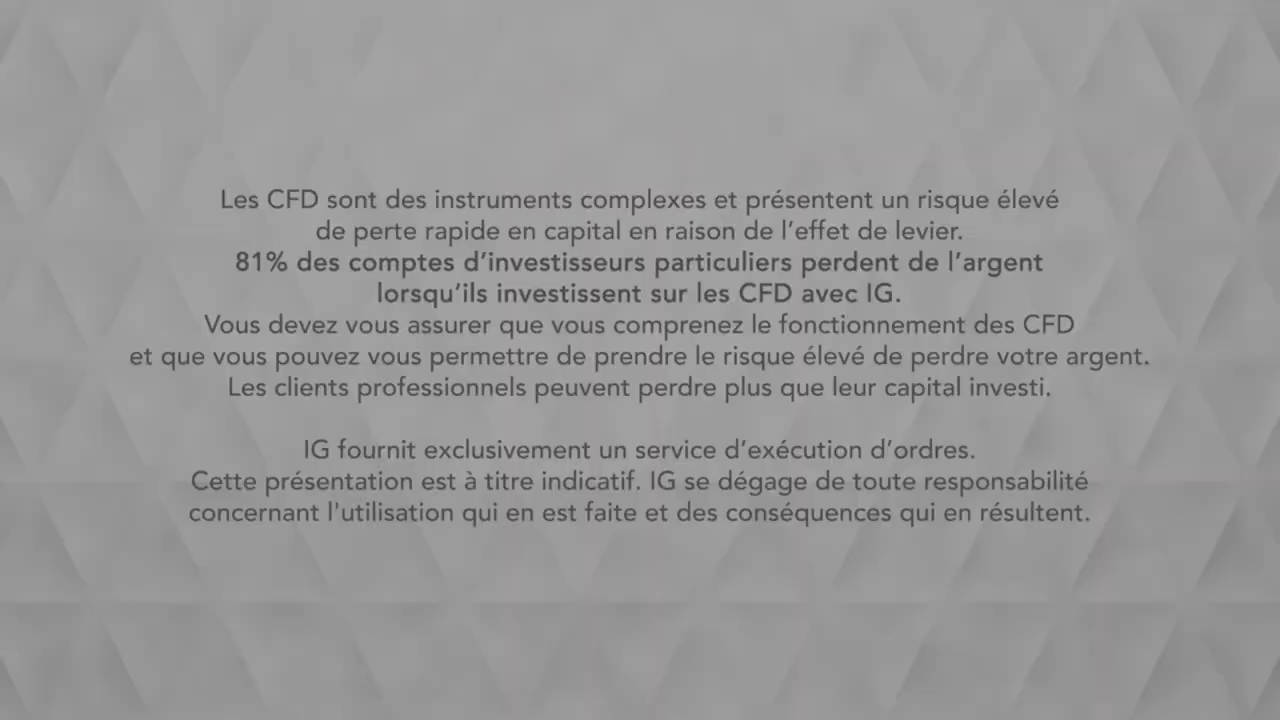 Les CFD sont des instruments complexes et présentent un risque élevé
de perte rapide en capital en raison de l’effet de levier.
81% des comptes d’investisseurs particuliers perdent de l’argent
lorsqu’ils investissent sur les CFD avec IG.
Vous devez vous assurer que vous comprenez le fonctionnement des CFD
et que vous pouvez vous permettre de prendre le risque élevé de perdre votre argent.
Les clients professionnels peuvent perdre plus que leur capital investi.
IG fournit exclusivement un service d’exécution d’ordres.
Cette présentation est à titre indicatif. IG se dégage de toute responsabilité
concernant l'utilisation qui en est faite et des conséquences qui en résultent.